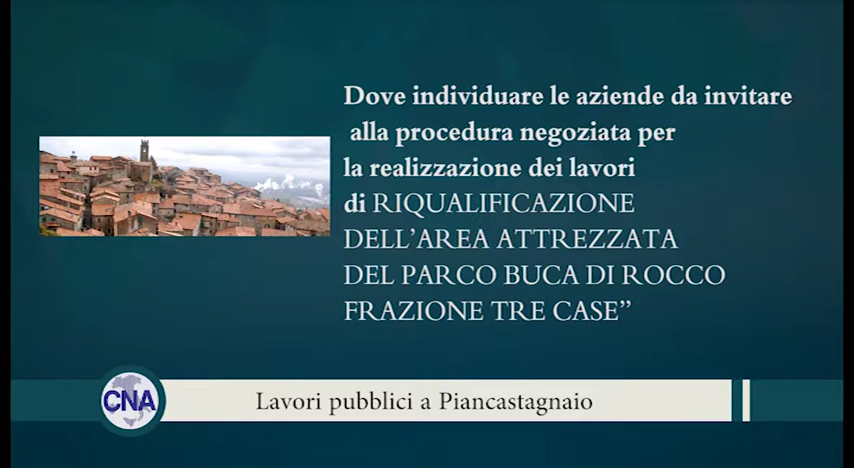 Dove individuare le aziende da invitare
alla procedura negoziata per
la realizzazione dei lavori
di RIQUALIFICAZIONE
DELL’AREA ATTREZZATA
DEL PARCO BUCA DI ROCCO
FRAZIONE TRE CASE”
CNA
Lavori pubblici a Piancastagnaio